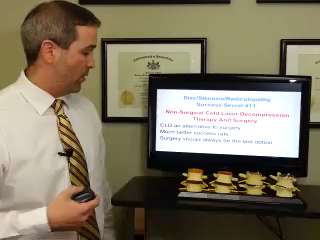 Disc/Stenosis/Radiculopathy
Success Secret #11
Non-Surgical Cold Laser Decompression
Therapy And Surgery
CLD an alternative to surgery
Much better success rate
Surgery should always be the last option